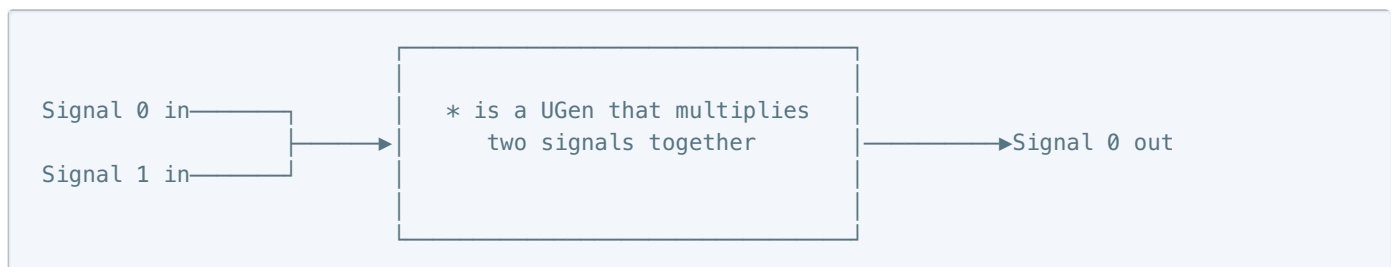 Signal 0 in
* is a UGen that multiplies
two signals together
Signal 0 out
Signal 1 in